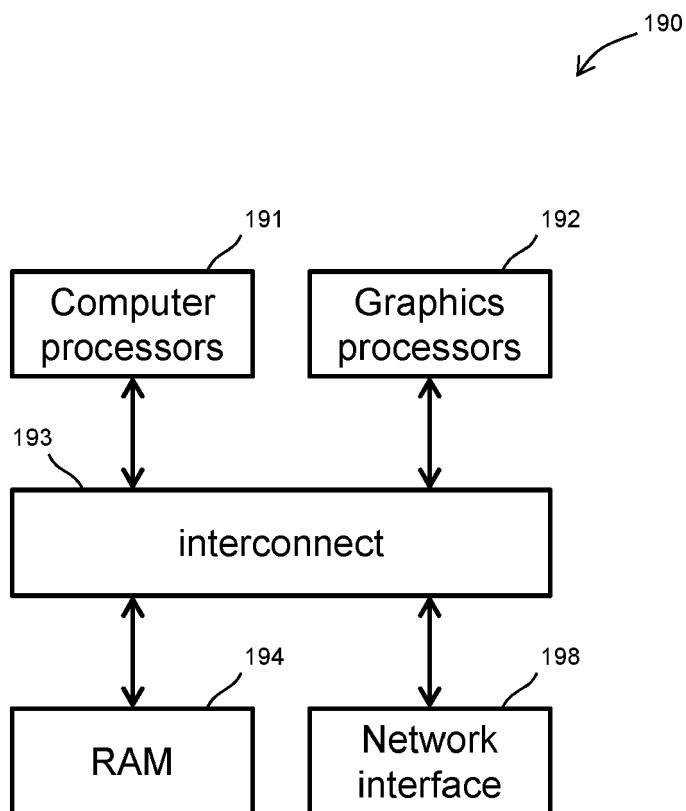 190
191
192
Computer
processors
Graphics
processors
193
interconnect
194
198
RAM
Network
interface